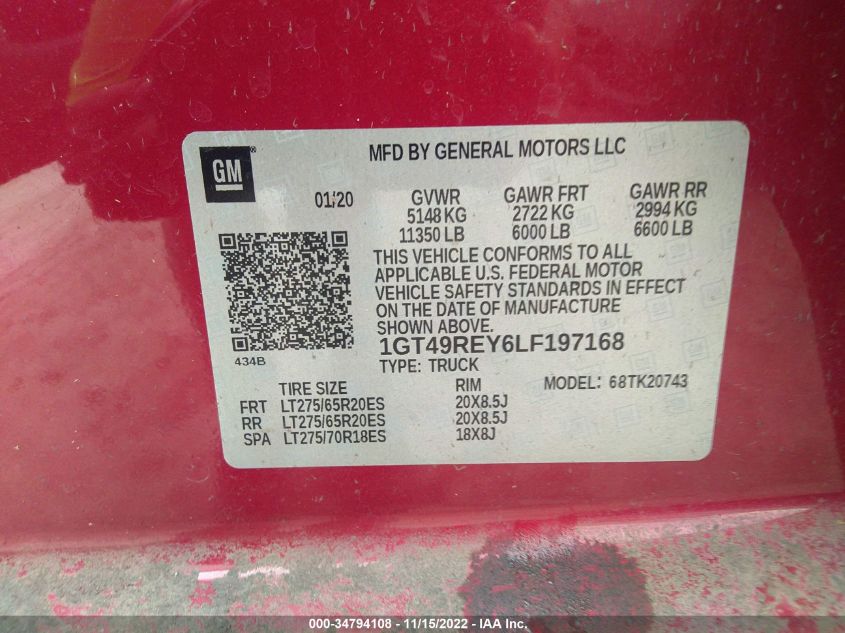 GM ®
MFD BY GENERAL MOTORS LLC
01/20
GVWR GAWR FRT GAWR RR
5148 KG 2722 KG 2994 KG
11350 LB 6000 LB 6600 LB
THIS VEHICLE CONFORMS TO ALL
APPLICABLE U.S. FEDERAL MOTOR
VEHICLE SAFETY STANDARDS IN EFFECT
ON THE DATE OF MANUFACTURE
SHOWN ABOVE.
434B
1GT49REY6LF197168
TYPE: TRUCK
TIRE SIZE RIM MODEL: 68TK20743
FRT LT275/65R20ES 20X8.5J
RR LT275/65R20ES 20X8.5J
SPA LT275/70R18ES 18X8J
000-34794108 - 11/15/2022 - IAA Inc.